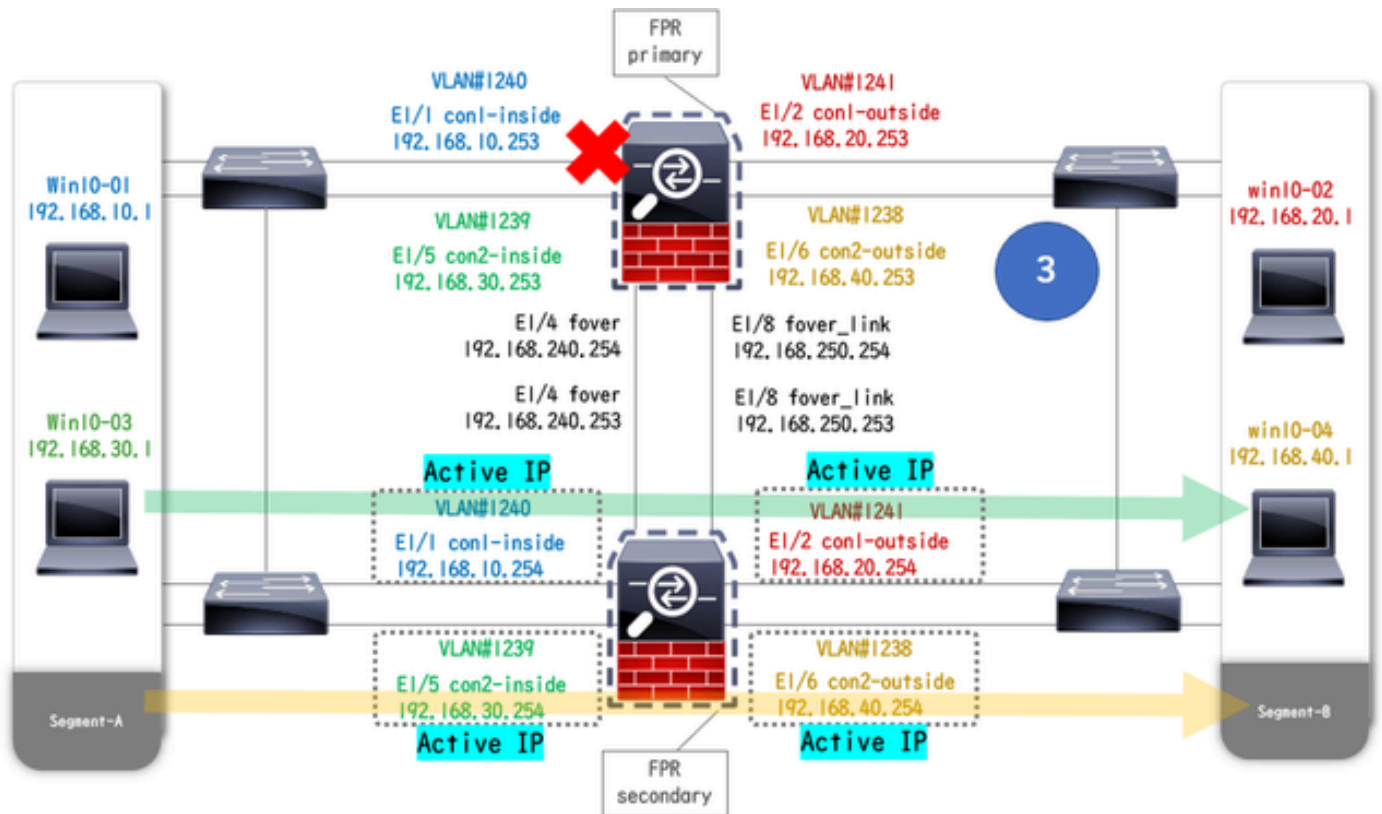 FPR
primary
VLAN#1240
E1/1 con1-inside
192.168.10.253
VLAN#1241
E1/2 con1-outside
192.168.20.253
Win10-01
192.168.10.1
win10-02
192.168.20.1
VLAN#1239
E1/5 con2-inside
192.168.30.253
VLAN#1238
E1/6 con2-outside
192.168.40.253
3
E1/4 fover
192.168.240.254
E1/8 fover_link
192.168.250.254
E1/4 fover
192.168.240.253
E1/8 fover_link
192.168.250.253
Win10-03
192.168.30.1
win10-04
192.168.40.1
Active IP
VLAN#1240
E1/1 con1-inside
192.168.10.254
Active IP
VLAN#1241
E1/2 con1-outside
192.168.20.254
VLAN#1239
E1/5 con2-inside
192.168.30.254
Active IP
VLAN#1238
E1/6 con2-outside
192.168.40.254
Active IP
Segment-A
Segment-B
FPR
secondary